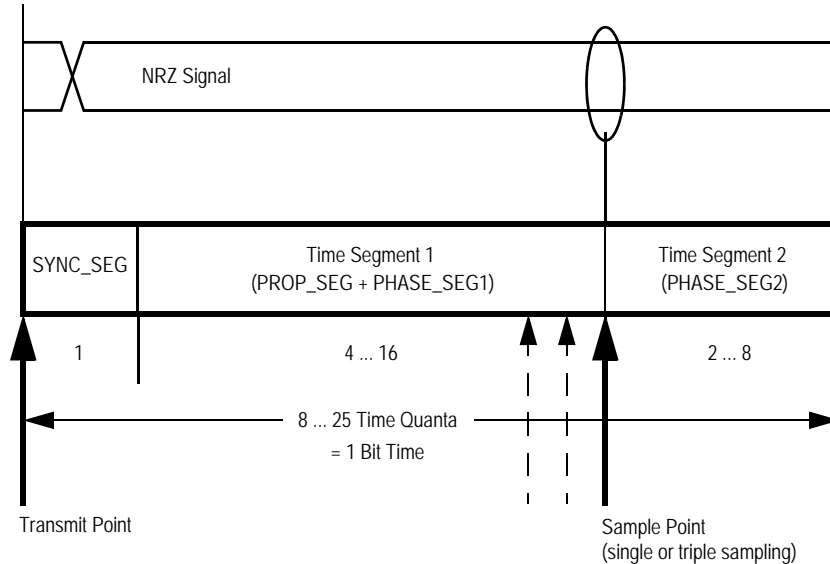 NRZ Signal
SYNC_SEG
Time Segment 1
(PROP_SEG + PHASE_SEG1)
Time Segment 2
(PHASE_SEG2)
1
4 ... 16
2 ... 8
8 ... 25 Time Quanta
= 1 Bit Time
Transmit Point
Sample Point
(single or triple sampling)